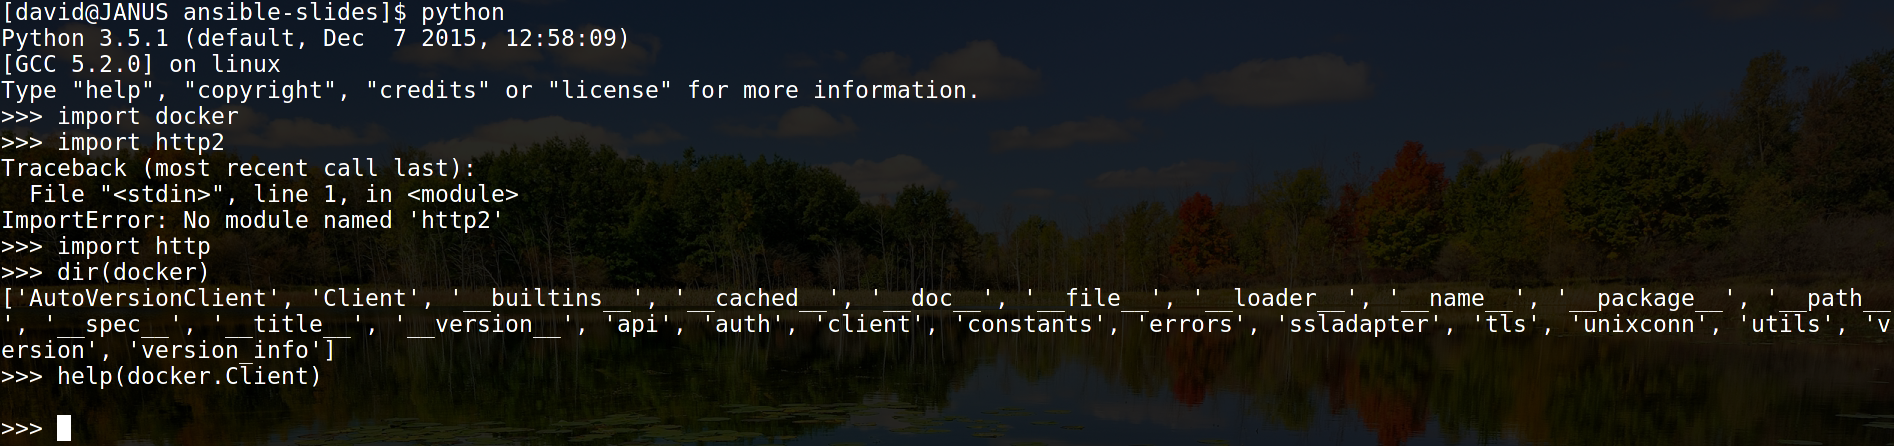 [david@JANUS ansible-slides]$ python
Python 3.5.1 (default, Dec  7 2015, 12:58:09)
[GCC 5.2.0] on linux
Type "help", "copyright", "credits" or "license" for more information.
>>> import docker
>>> import http2
Traceback (most recent call last):
  File "<stdin>", line 1, in <module>
ImportError: No module named 'http2'
>>> import http
>>> dir(docker)
['AutoVersionClient', 'Client', '__builtins__', '__cached__', '__doc__', '__file__', '__loader__', '__name__', '__package__', '__path__
', '__spec__', '__title__', '__version__', 'api', 'auth', 'client', 'constants', 'errors', 'ssladapter', 'tls', 'unixconn', 'utils', 'v
ersion', 'version_info']
>>> help(docker.Client)
>>>